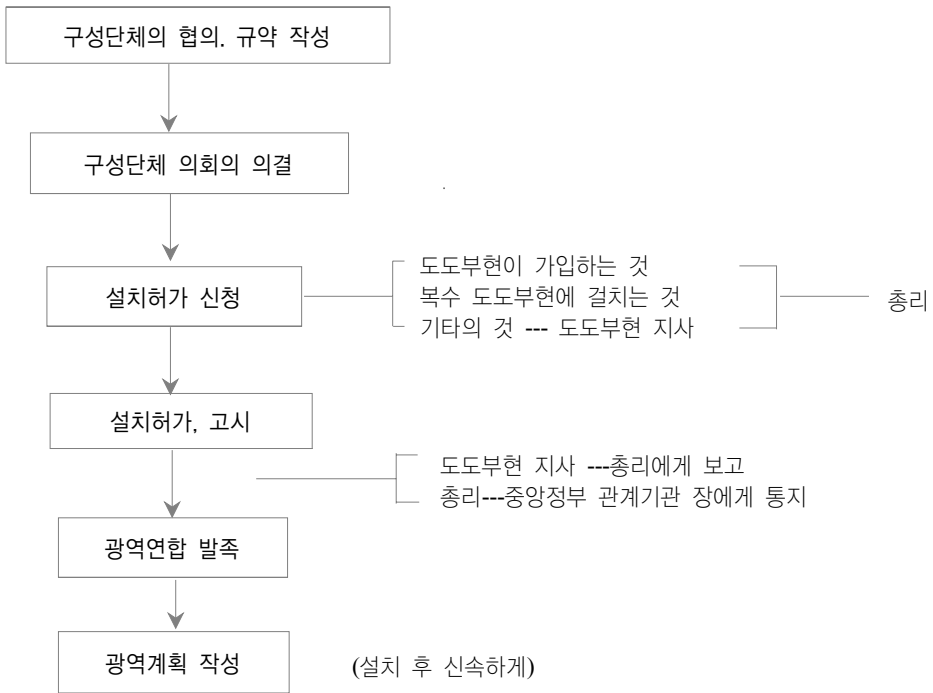 구성단체의 협의, 규약 작성
구성단체 의회의 의결
설치허가 신청
도도부현이 가입하는 것
복수 도도부현에 걸치는 것
기타의 것 --- 도도부현 지사
총리
설치허가, 고시
도도부현 지사 ---총리에게 보고
총리---중앙정부 관계기관 장에게 통지
광역연합 발족
광역계획 작성
(설치 후 신속하게)